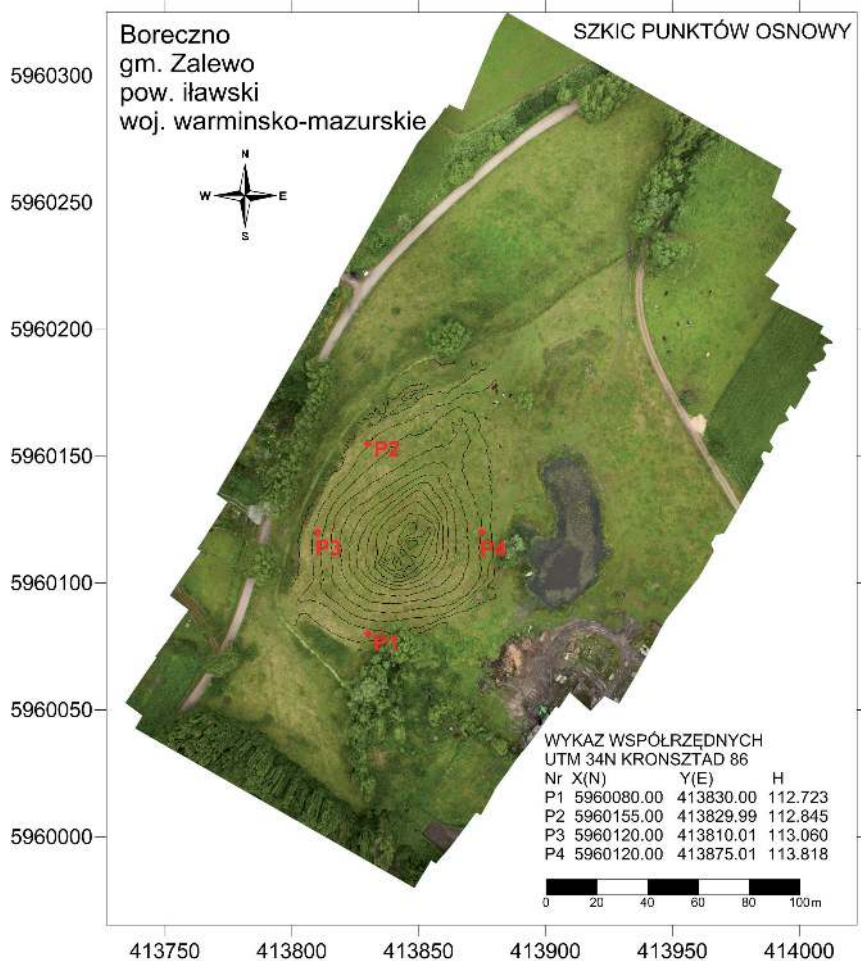 Boreczno
gm. Zalewo
pow. iławski
woj. warminsko-mazurskie
SZKIC PUNKTÓW OSNOWY
N
W E
S
5960300
5960250
5960200
5960150
5960100
5960050
5960000
P2
P3
P4
P1
WYKAZ WSPÓŁRZĘDNYCH
UTM 34N KRONSZTAD 86
Nr X(N) Y(E) H
P1 5960080.00 413830.00 112.723
P2 5960155.00 413829.99 112.845
P3 5960120.00 413810.01 113.060
P4 5960120.00 413875.01 113.818
0 20 40 60 80 100m
413750 413800 413850 413900 413950 414000